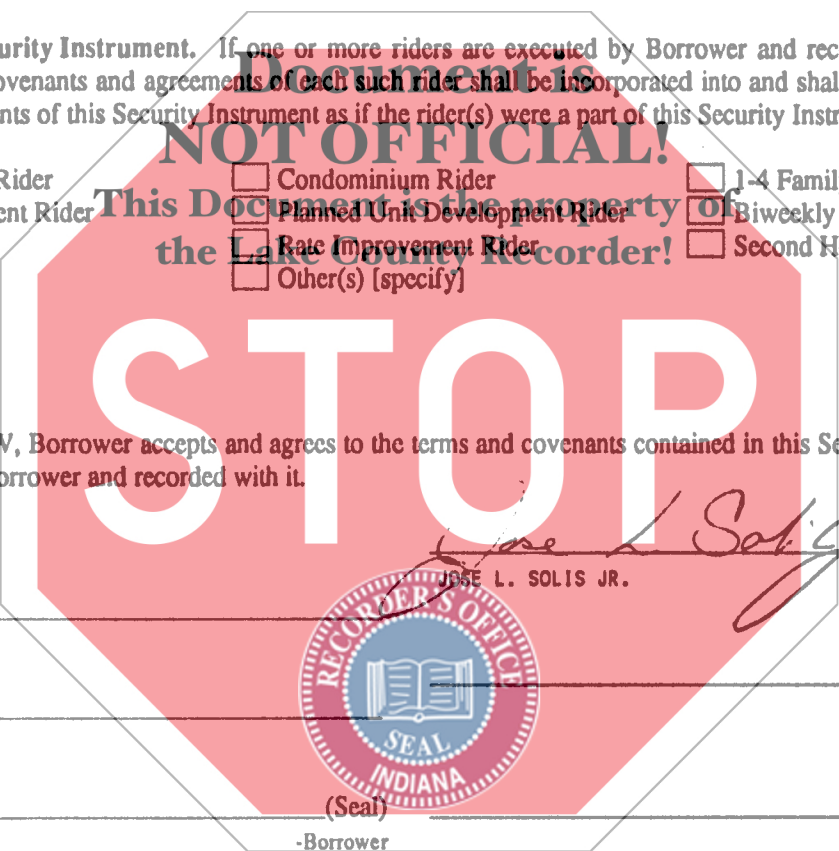 urity Instrument. If one or more riders are executed by Borrower and rec
ovenants and agreements of each such rider shall be incorporated into and shal
nts of this Security Instrument as if the rider(s) were a part of this Security Instr
Document is
NOT OFFICIAL!
This Document is the property of
the Lake County Recorder!
Rider Condominium Rider 1-4 Famil
ent Rider Planned Unit Development Rider Biweekly
Rate Improvement Rider Second H
Other(s) [specify]
STOP
V, Borrower accepts and agrees to the terms and covenants contained in this Se
orrower and recorded with it.
Jose L Solis
JOSE L. SOLIS JR.
RECORDER'S OFFICE
SEAL
INDIANA
(Seal)
-Borrower